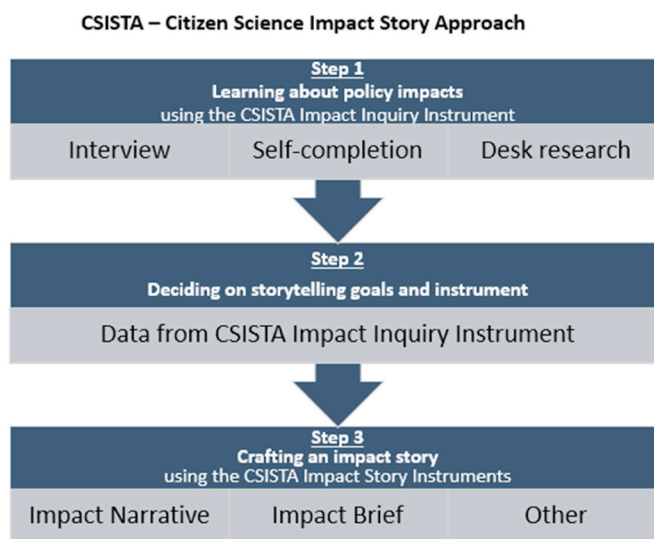 CSISTA – Citizen Science Impact Story Approach
Step 1
Learning about policy impacts
using the CSISTA Impact Inquiry Instrument
Interview Self-completion Desk research
Step 2
Deciding on storytelling goals and instrument
Data from CSISTA Impact Inquiry Instrument
Step 3
Crafting an impact story
using the CSISTA Impact Story Instruments
Impact Narrative Impact Brief Other